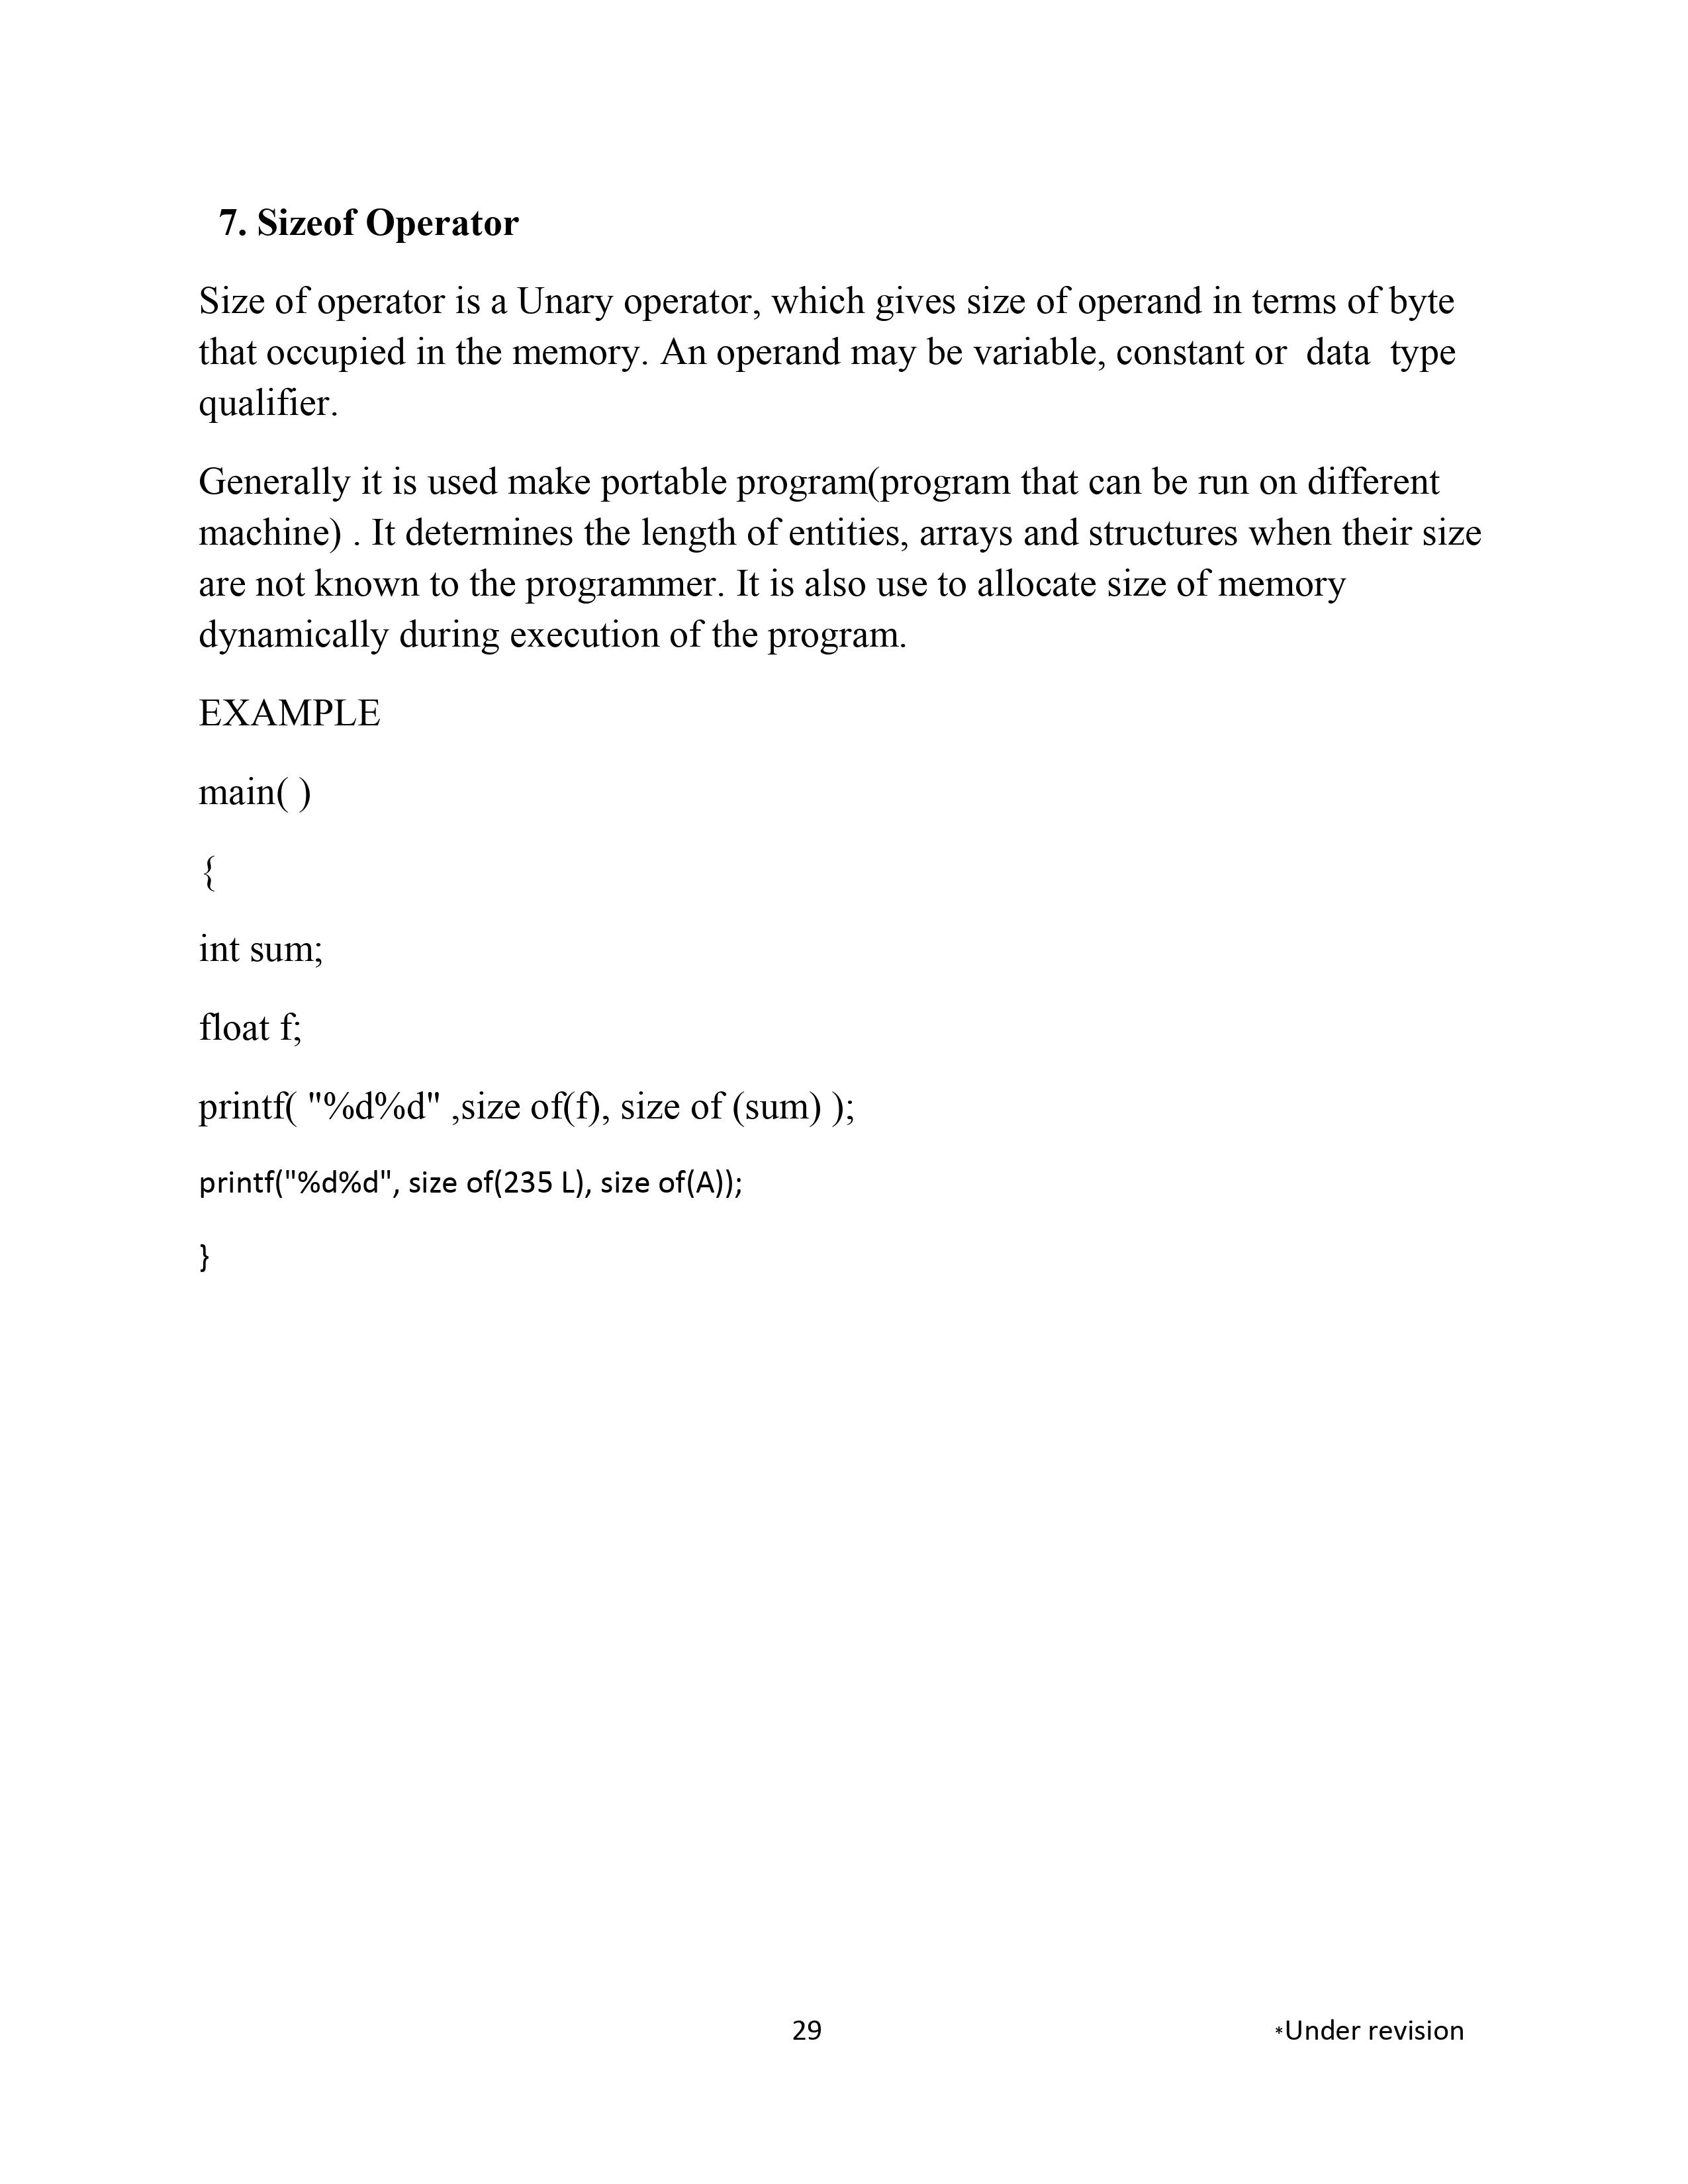 7. Sizeof Operator
Size of operator is a Unary operator, which gives size of operand in terms of byte
that occupied in the memory. An operand may be variable, constant or  data  type
qualifier.
Generally it is used make portable program(program that can be run on different
machine) . It determines the length of entities, arrays and structures when their size
are not known to the programmer. It is also use to allocate size of memory
dynamically during execution of the program.
EXAMPLE
main( )
{
int sum;
float f;
printf( "%d%d" ,size of(f), size of (sum) );
printf("%d%d", size of(235 L), size of(A));
}
29 *Under revision